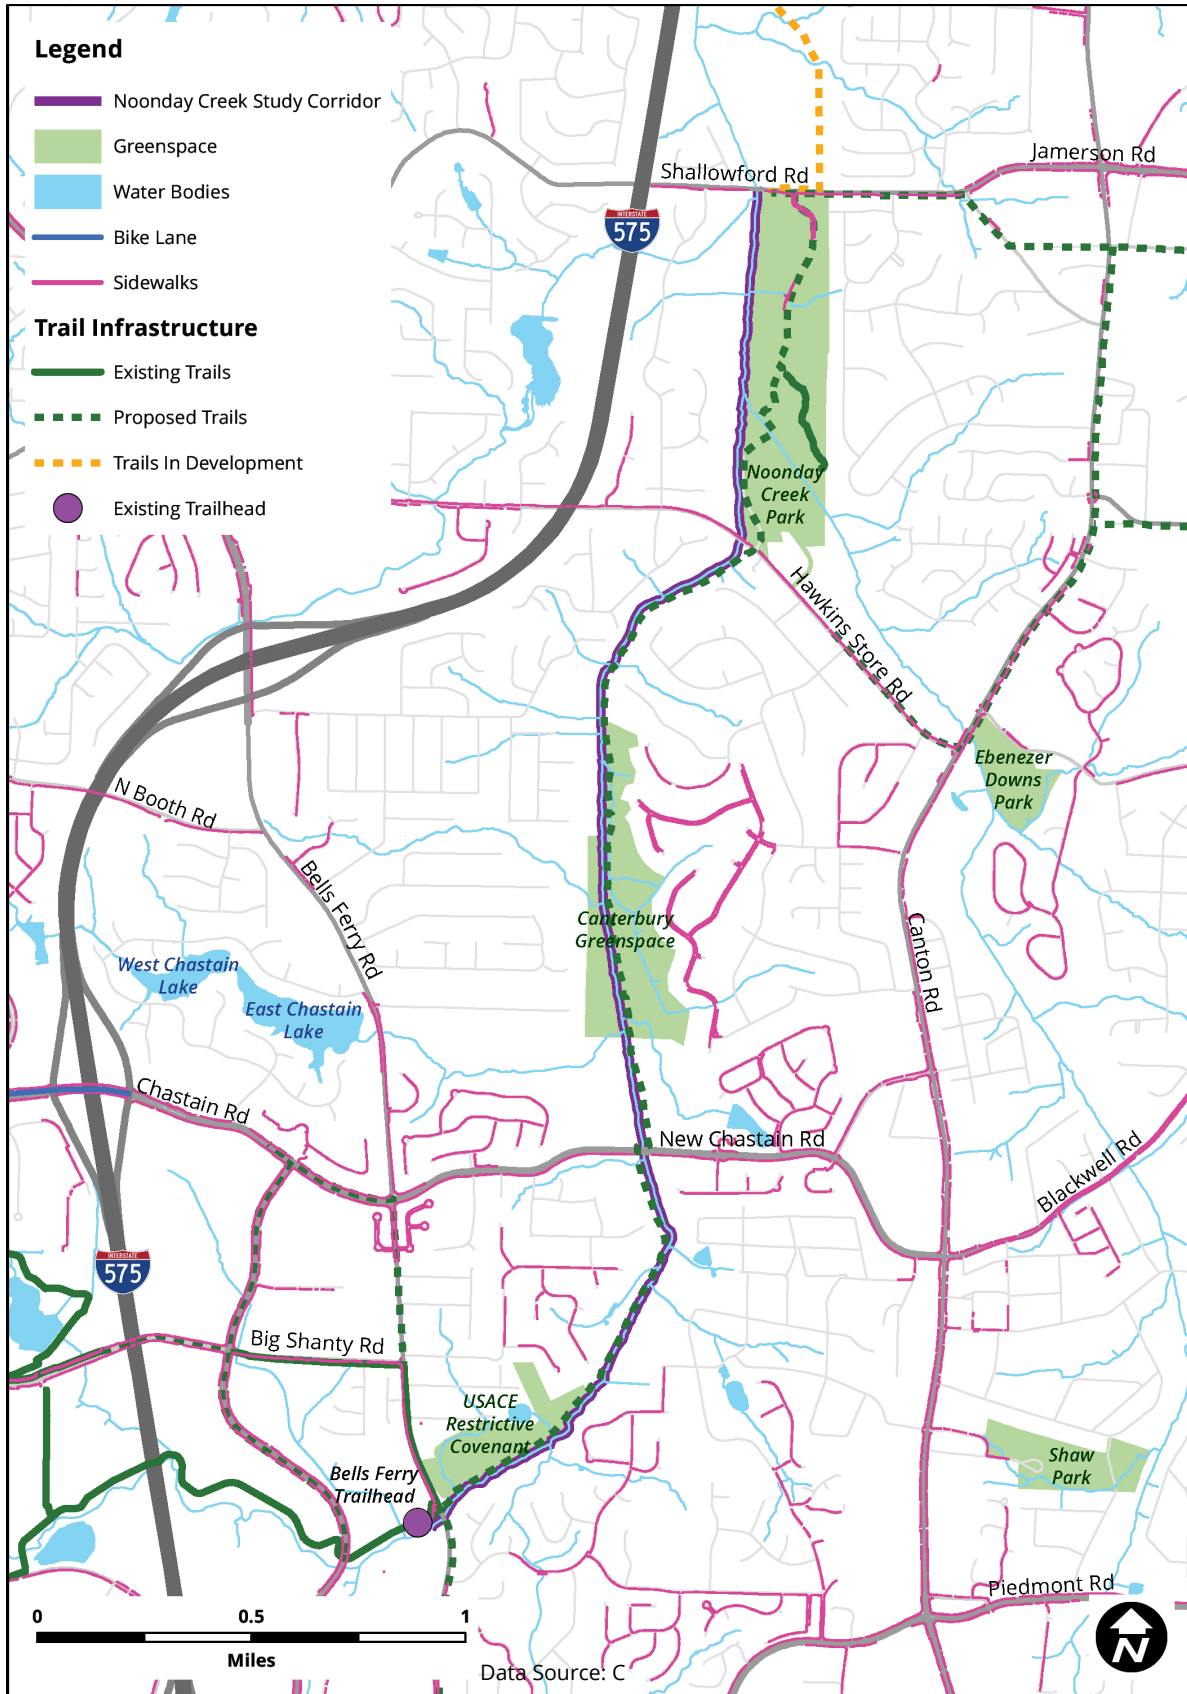 Legend
Noonday Creek Study Corridor
Greenspace
Water Bodies
Bike Lane
Sidewalks
Trail Infrastructure
Existing Trails
Proposed Trails
Trails In Development
Existing Trailhead
Shallowford Rd
Jamerson Rd
INTERSTATE
575
Noonday
Creek
Park
Hawkins Store Rd
Ebenezer
Downs
Park
N Booth Rd
Bells Ferry Rd
Canterbury
Greenspace
Canton Rd
West Chastain
Lake
East Chastain
Lake
Chastain Rd
New Chastain Rd
Blackwell Rd
INTERSTATE
575
Big Shanty Rd
USACE
Restrictive
Covenant
Shaw
Park
Bells Ferry
Trailhead
Piedmont Rd
0 0.5 1
Miles
N
Data Source: C